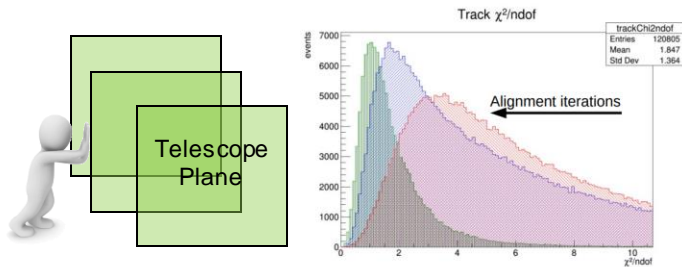 Telescope
Plane
Track χ²/ndof
trackChi2ndof
Entries 120805
Mean 1.847
Std Dev 1.364
events
7000
6000
5000
4000
3000
2000
1000
0
Alignment iterations
0 2 4 6 8 10
χ²/ndof